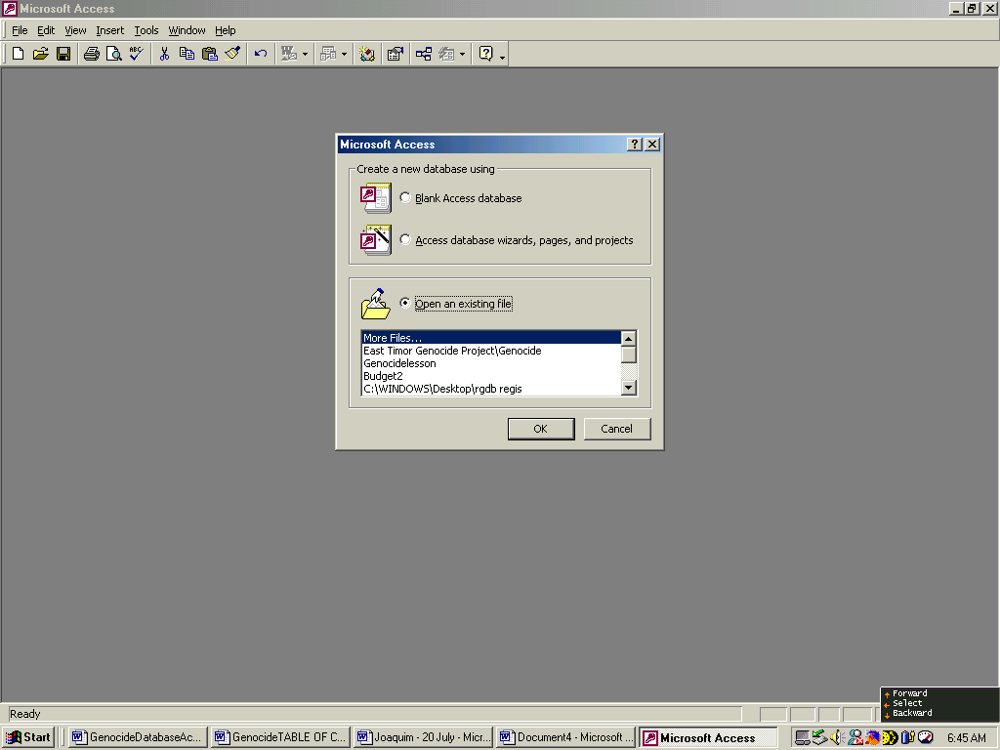 Microsoft Access
File Edit View Insert Tools Window Help
Microsoft Access
Create a new database using
Blank Access database
Access database wizards, pages, and projects
Open an existing file
More Files...
East Timor Genocide Project\Genocide
Genocidelesson
Budget2
C:\WINDOWS\Desktop\rgdb regis
OK Cancel
Forward
Select
Backward
Ready
Start GenocideDatabaseAc... GenocideTABLE OF C... Joaquim - 20 July - Micr... Document4 - Microsoft ... Microsoft Access 6:45 AM